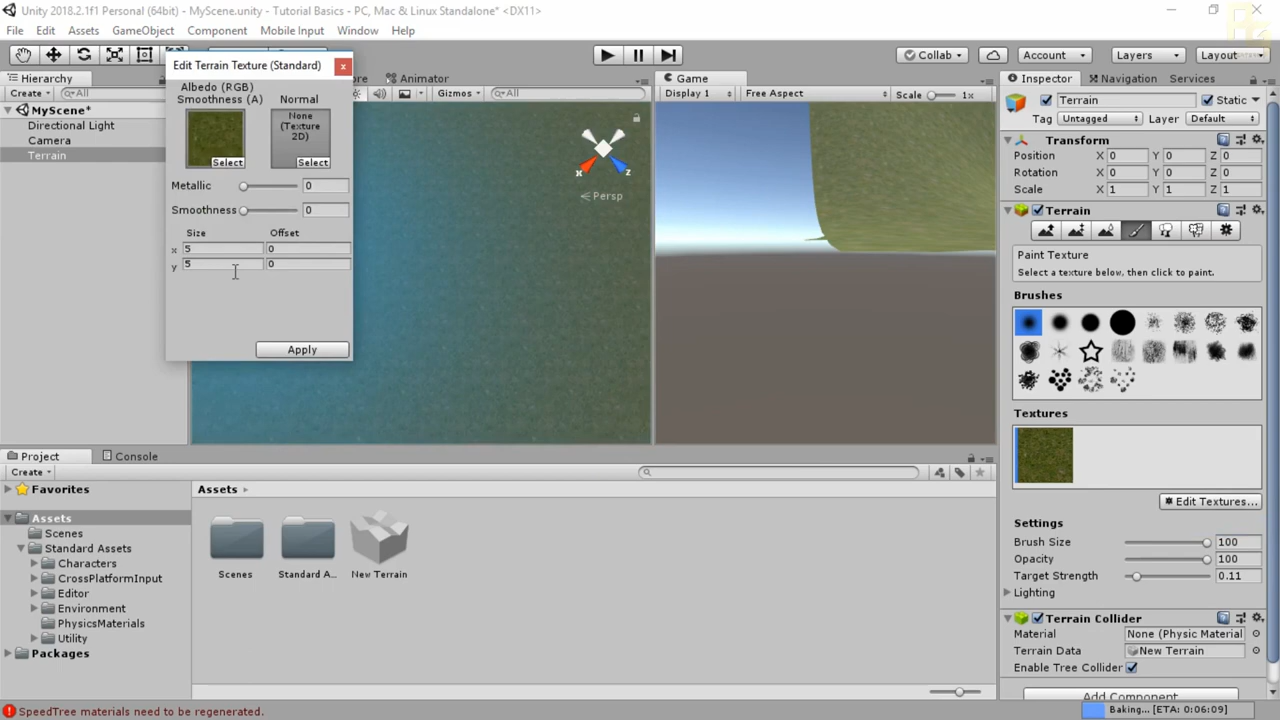 Unity 2018.2.1f1 Personal (64bit) - MyScene.unity - Tutorial Basics - PC, Mac & Linux Standalone* <DX11>
File Edit Assets GameObject Component Mobile Input Window Help
Collab Account Layers Layout
Edit Terrain Texture (Standard)
Albedo (RGB)
Smoothness (A) Normal
None
(Texture
2D)
Select Select
Metallic 0
Smoothness 0
Size Offset
x 5 0
y 5 0
Apply
Hierarchy
Create All
MyScene*
Directional Light
Camera
Terrain
Animator
Gizmos All
x z
Persp
Game
Display 1 Free Aspect Scale 1x
Inspector Navigation Services
Terrain Static
Tag Untagged Layer Default
Transform
Position X 0 Y 0 Z 0
Rotation X 0 Y 0 Z 0
Scale X 1 Y 1 Z 1
Terrain
Paint Texture
Select a texture below, then click to paint.
Brushes
Textures
Edit Textures...
Settings
Brush Size 100
Opacity 100
Target Strength 0.11
Lighting
Terrain Collider
Material None (Physic Material
Terrain Data New Terrain
Enable Tree Collider
Add Component
Project Console
Create
Favorites
Assets
Scenes
Standard Assets
Characters
CrossPlatformInput
Editor
Environment
PhysicsMaterials
Utility
Packages
Assets
Scenes Standard A... New Terrain
SpeedTree materials need to be regenerated.
Baking... [ETA: 0:06:09]